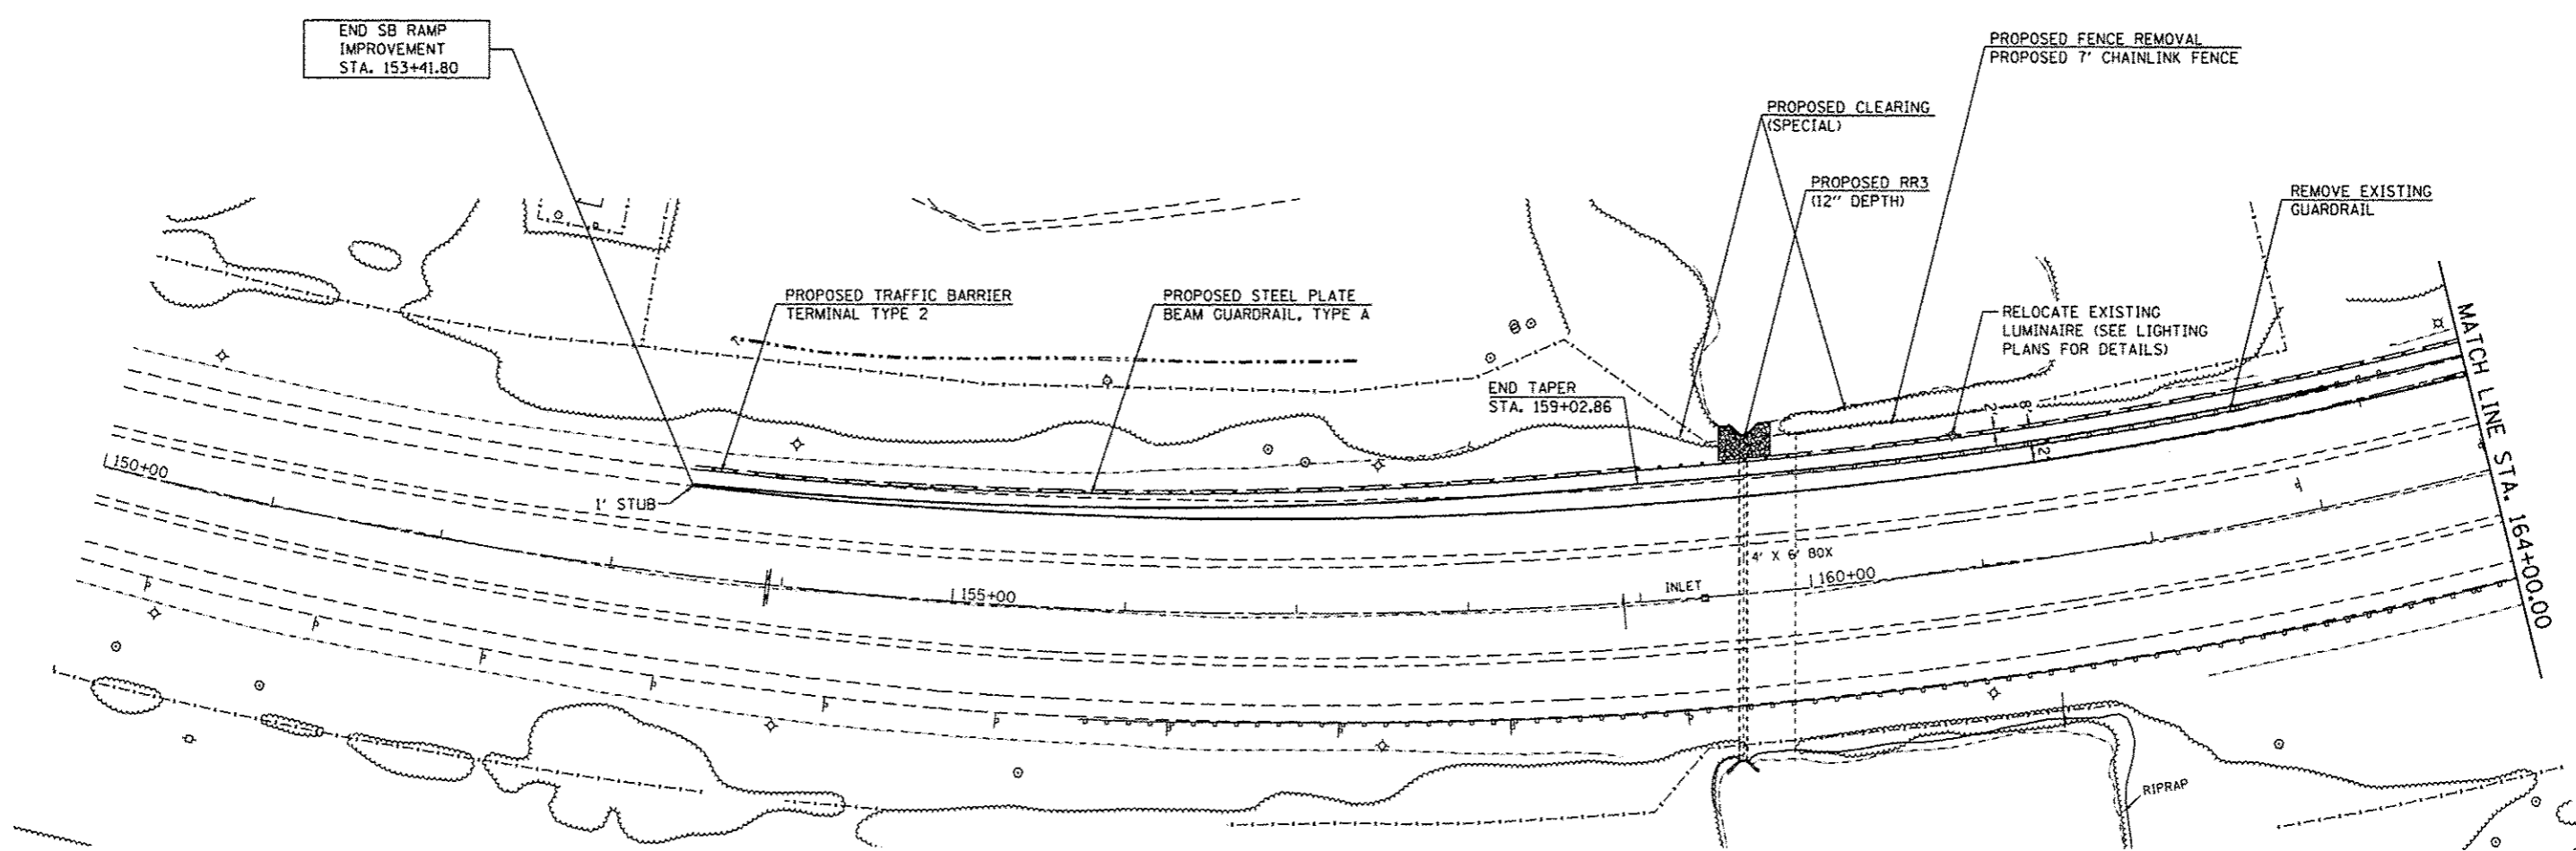 END SB RAMP
IMPROVEMENT
STA. 153+41.80
PROPOSED FENCE REMOVAL
PROPOSED 7' CHAINLINK FENCE
PROPOSED CLEARING
(SPECIAL)
PROPOSED RR3
(12" DEPTH)
REMOVE EXISTING
GUARDRAIL
PROPOSED TRAFFIC BARRIER
TERMINAL TYPE 2
PROPOSED STEEL PLATE
BEAM GUARDRAIL, TYPE A
RELOCATE EXISTING
LUMINAIRE (SEE LIGHTING
PLANS FOR DETAILS)
END TAPER
STA. 159+02.86
MATCH LINE STA. 164+00.00
2'
8'
2'
150+00
1' STUB
4' X 6' BOX
155+00
INLET
160+00
RIPRAP